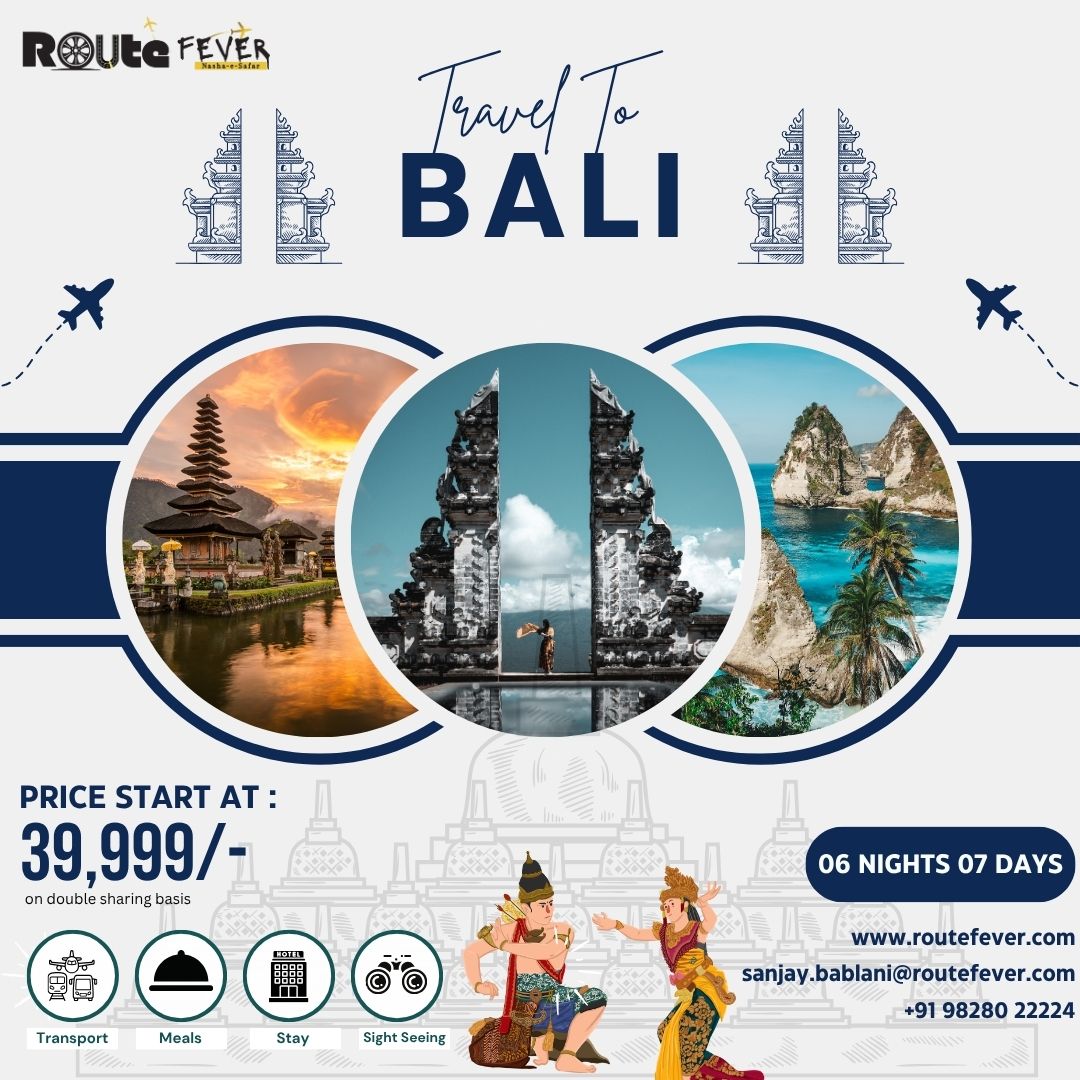 ROUTE FEVER
Nasha-e-Safar
Travel To
BALI
PRICE START AT :
39,999/-
on double sharing basis
06 NIGHTS 07 DAYS
www.routefever.com
sanjay.bablani@routefever.com
+91 98280 22224
HOTEL
Transport
Meals
Stay
Sight Seeing